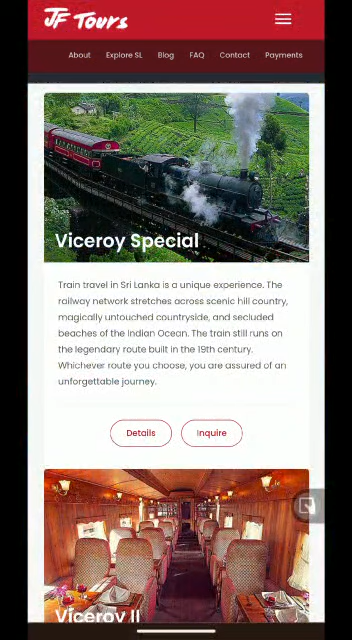 JF Tours
About Explore SL Blog FAQ Contact Payments
Viceroy Special
Train travel in Sri Lanka is a unique experience. The
railway network stretches across scenic hill country,
magically untouched countryside, and secluded
beaches of the Indian Ocean. The train still runs on
the legendary route built in the 19th century.
Whichever route you choose, you are assured of an
unforgettable journey.
Details Inquire
Viceroy II